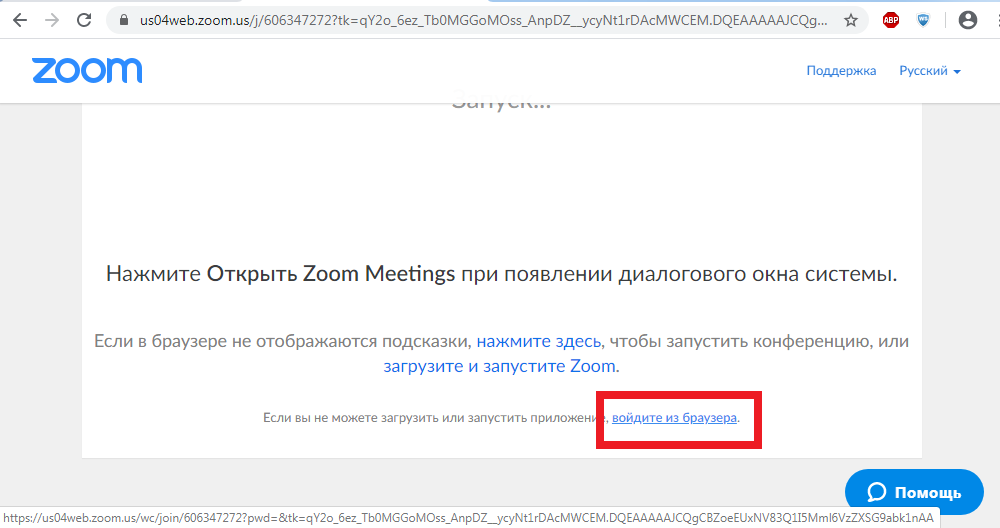 us04web.zoom.us/j/606347272?tk=qY2o_6ez_Tb0MGGoMOss_AnpDZ__ycyNt1rDAcMWCEM.DQEAAAAAJCQg...
ABP
zoom
Поддержка Русский
Запуск...
Нажмите Открыть Zoom Meetings при появлении диалогового окна системы.
Если в браузере не отображаются подсказки, нажмите здесь, чтобы запустить конференцию, или
загрузите и запустите Zoom.
Если вы не можете загрузить или запустить приложение, войдите из браузера.
Помощь
https://us04web.zoom.us/wc/join/606347272?pwd=&tk=qY2o_6ez_Tb0MGGoMOss_AnpDZ__ycyNt1rDAcMWCEM.DQEAAAAAJCQgCBZoeEUxNV83Q1I5Mml6VzZXSG9abk1nAA